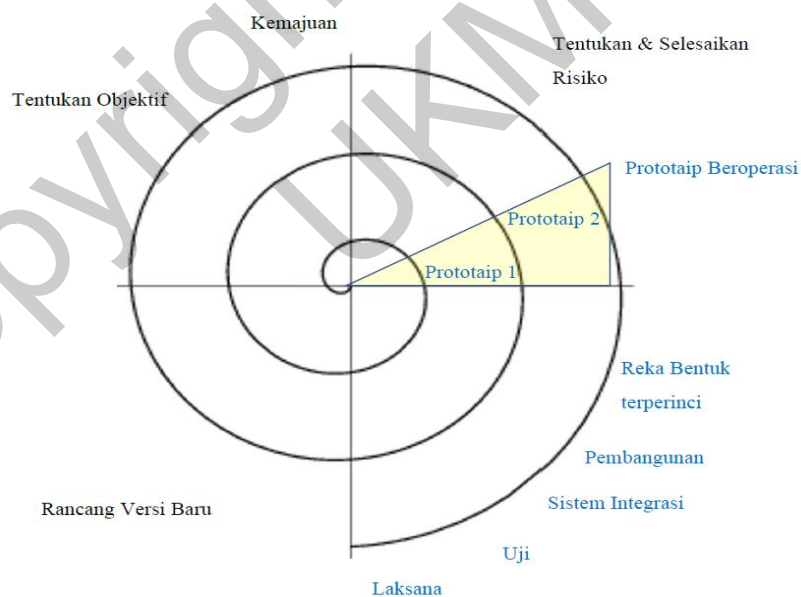 Kemajuan
Tentukan & Selesaikan
Risiko
Tentukan Objektif
Prototaip Beroperasi
Prototaip 2
Prototaip 1
Reka Bentuk
terperinci
Pembangunan
Sistem Integrasi
Rancang Versi Baru
Uji
Laksana
UKM